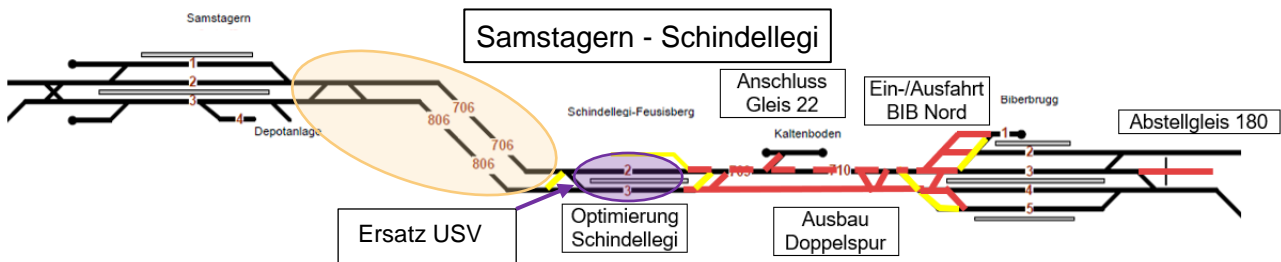 Samstagern
Samstagern - Schindellegi
1
2
3
4
Depotanlage
706
806
706
806
Schindellegi-Feusisberg
2
3
Anschluss
Gleis 22
Kaltenboden
710
Ein-/Ausfahrt
BIB Nord
Biberbrugg
1
2
3
4
5
Abstellgleis 180
Ersatz USV
Optimierung
Schindellegi
Ausbau
Doppelspur